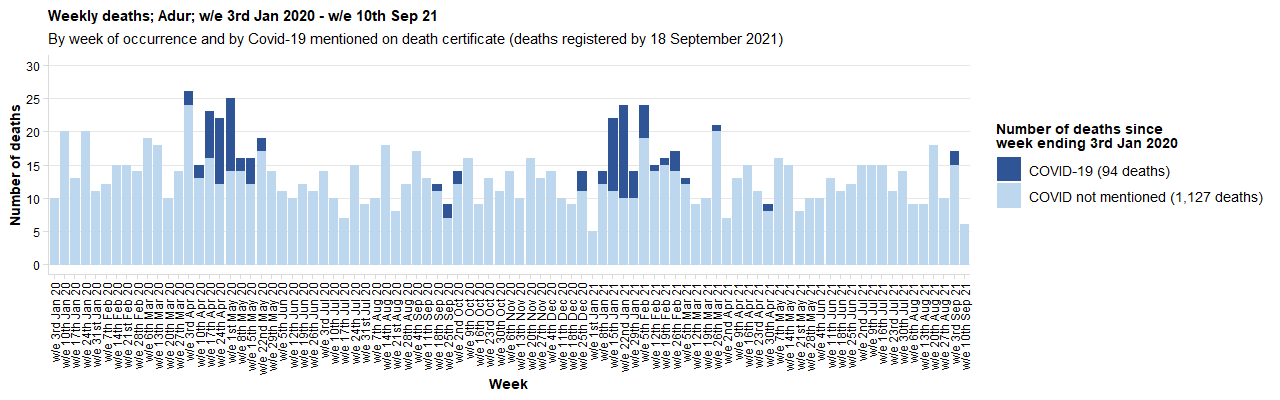 Weekly deaths; Adur; w/e 3rd Jan 2020 - w/e 10th Sep 21
By week of occurrence and by Covid-19 mentioned on death certificate (deaths registered by 18 September 2021)
Number of deaths
30
25
20
15
10
5
0
w/e 3rd Jan 20
w/e 10th Jan 20
w/e 17th Jan 20
w/e 24th Jan 20
w/e 31st Jan 20
w/e 7th Feb 20
w/e 14th Feb 20
w/e 21st Feb 20
w/e 28th Feb 20
w/e 6th Mar 20
w/e 13th Mar 20
w/e 20th Mar 20
w/e 27th Mar 20
w/e 3rd Apr 20
w/e 10th Apr 20
w/e 17th Apr 20
w/e 24th Apr 20
w/e 1st May 20
w/e 8th May 20
w/e 15th May 20
w/e 22nd May 20
w/e 29th May 20
w/e 5th Jun 20
w/e 12th Jun 20
w/e 19th Jun 20
w/e 26th Jun 20
w/e 3rd Jul 20
w/e 10th Jul 20
w/e 17th Jul 20
w/e 24th Jul 20
w/e 31st Jul 20
w/e 7th Aug 20
w/e 14th Aug 20
w/e 21st Aug 20
w/e 28th Aug 20
w/e 4th Sep 20
w/e 11th Sep 20
w/e 18th Sep 20
w/e 25th Sep 20
w/e 2nd Oct 20
w/e 9th Oct 20
w/e 16th Oct 20
w/e 23rd Oct 20
w/e 30th Oct 20
w/e 6th Nov 20
w/e 13th Nov 20
w/e 20th Nov 20
w/e 27th Nov 20
w/e 4th Dec 20
w/e 11th Dec 20
w/e 18th Dec 20
w/e 25th Dec 20
w/e 1st Jan 21
w/e 8th Jan 21
w/e 15th Jan 21
w/e 22nd Jan 21
w/e 29th Jan 21
w/e 5th Feb 21
w/e 12th Feb 21
w/e 19th Feb 21
w/e 26th Feb 21
w/e 5th Mar 21
w/e 12th Mar 21
w/e 19th Mar 21
w/e 26th Mar 21
w/e 2nd Apr 21
w/e 9th Apr 21
w/e 16th Apr 21
w/e 23rd Apr 21
w/e 30th Apr 21
w/e 7th May 21
w/e 14th May 21
w/e 21st May 21
w/e 28th May 21
w/e 4th Jun 21
w/e 11th Jun 21
w/e 18th Jun 21
w/e 25th Jun 21
w/e 2nd Jul 21
w/e 9th Jul 21
w/e 16th Jul 21
w/e 23rd Jul 21
w/e 30th Jul 21
w/e 6th Aug 21
w/e 13th Aug 21
w/e 20th Aug 21
w/e 27th Aug 21
w/e 3rd Sep 21
w/e 10th Sep 21
Week
Number of deaths since
week ending 3rd Jan 2020
COVID-19 (94 deaths)
COVID not mentioned (1,127 deaths)